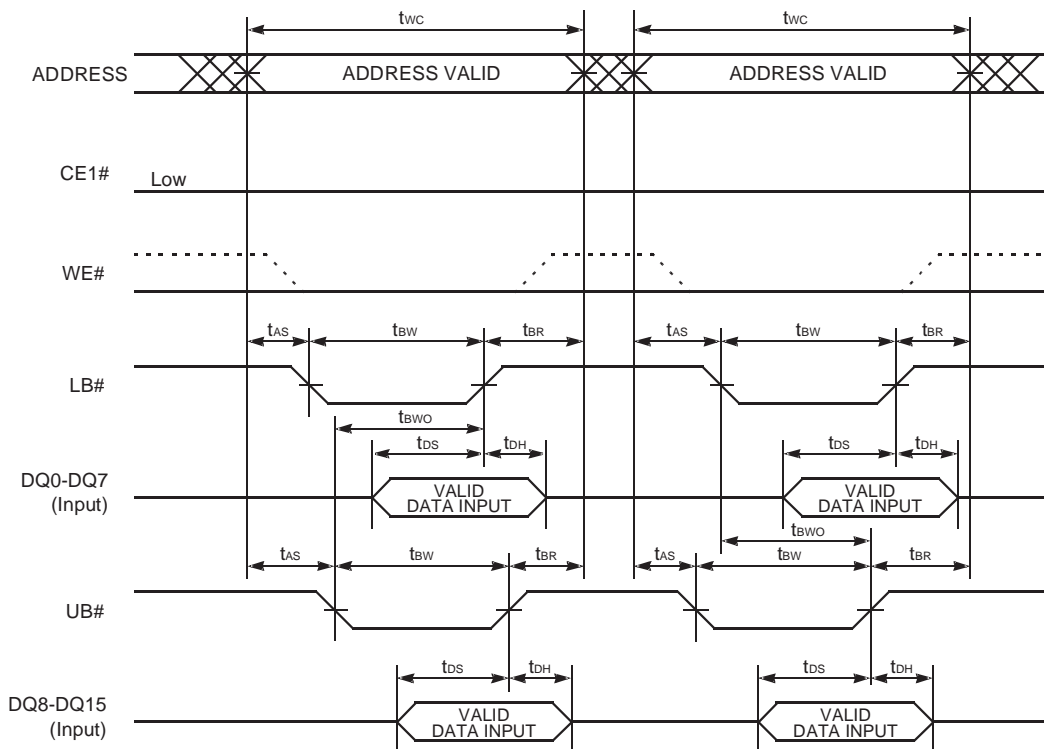 tWC tWC
ADDRESS ADDRESS VALID ADDRESS VALID
CE1# Low
WE#
tAS tBW tBR tAS tBW tBR
LB#
tBWO
tDS tDH tDS tDH
DQ0-DQ7
(Input)
VALID
DATA INPUT
VALID
DATA INPUT
tBWO
tAS tBW tBR tAS tBW tBR
UB#
tDS tDH tDS tDH
DQ8-DQ15
(Input)
VALID
DATA INPUT
VALID
DATA INPUT